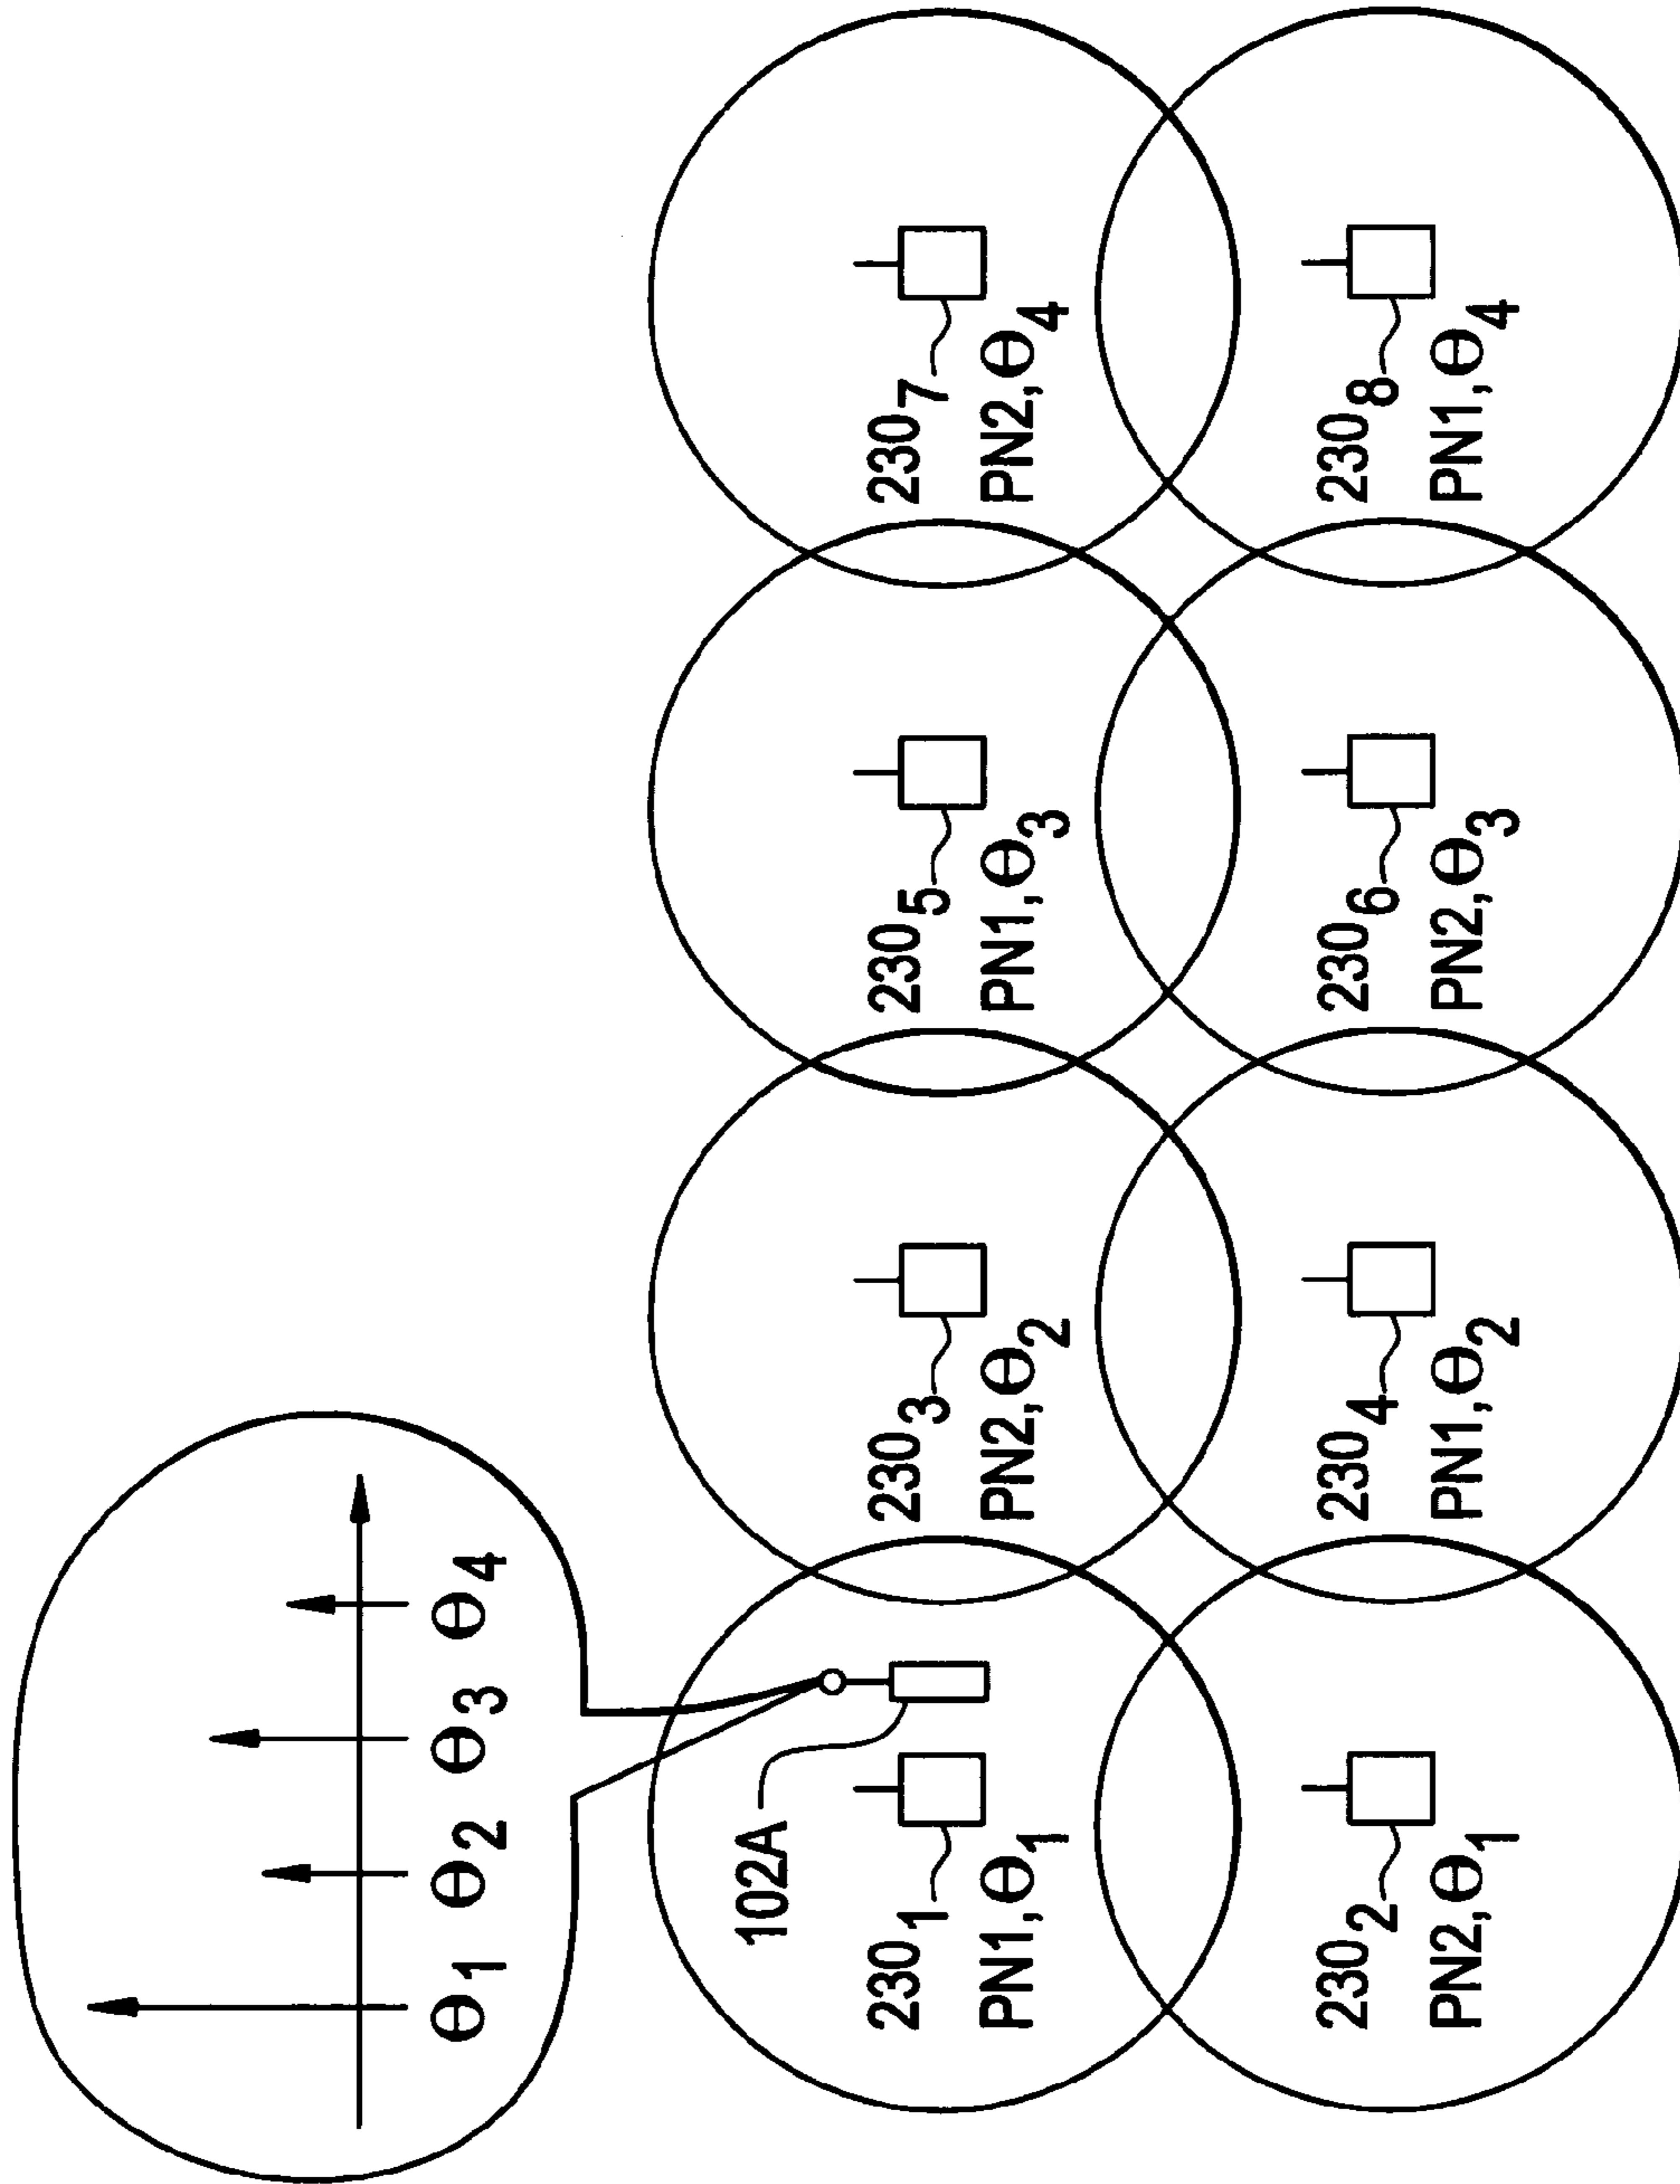 θ1 θ2 θ3 θ4
102A
230₁
PN1,θ1
230₃
PN2,θ2
230₅
PN1,θ3
230₇
PN2,θ4
230₂
PN2,θ1
230₄
PN1,θ2
230₆
PN2,θ3
230₈
PN1,θ4